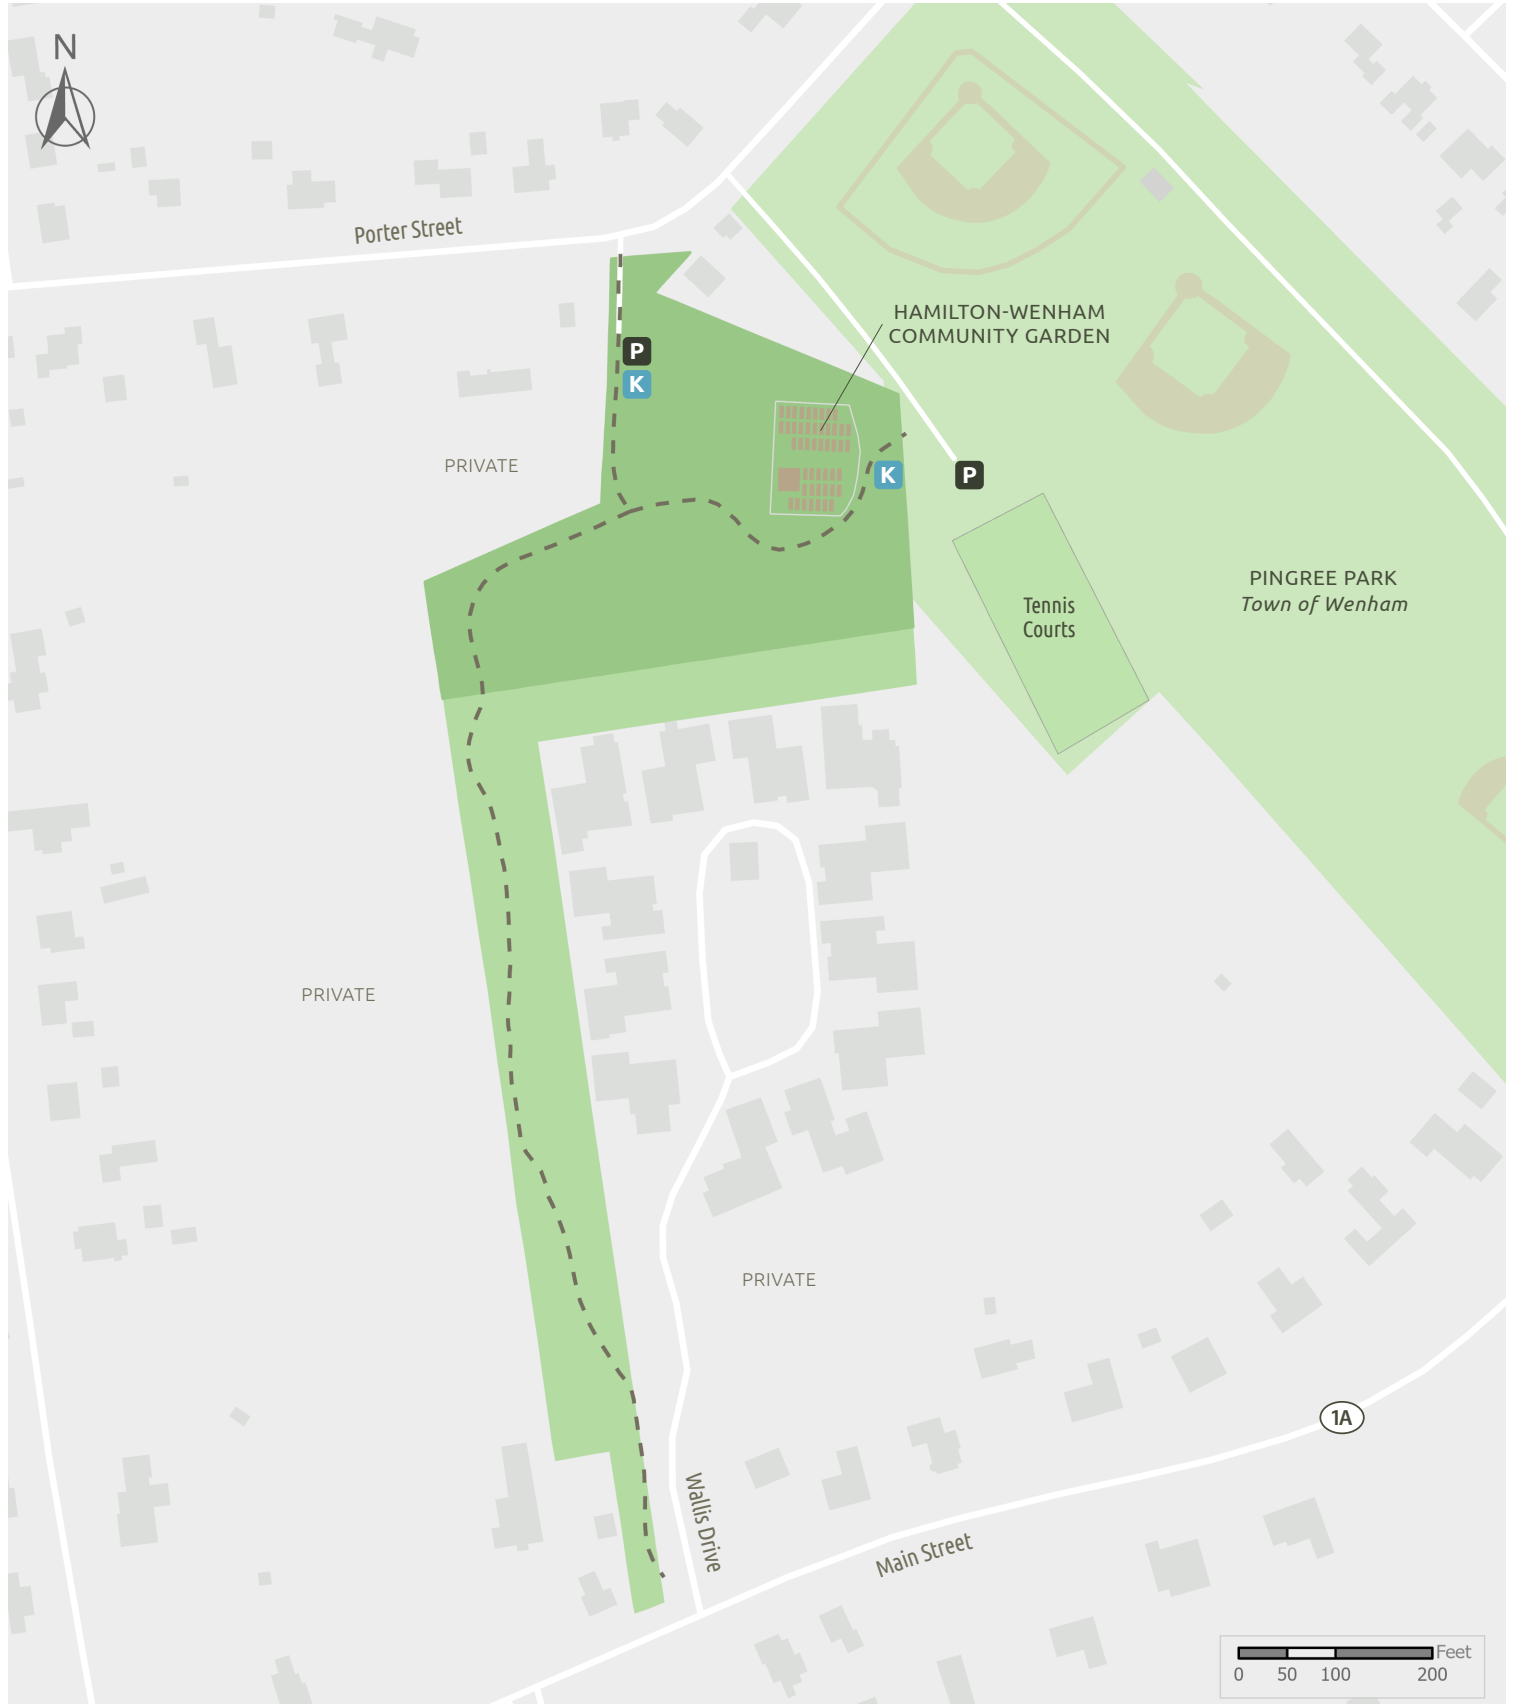 N
Porter Street
HAMILTON-WENHAM
COMMUNITY GARDEN
P
K
PRIVATE
K
P
PINGREE PARK
Town of Wenham
Tennis
Courts
PRIVATE
PRIVATE
1A
Wallis Drive
Main Street
Feet
0 50 100 200